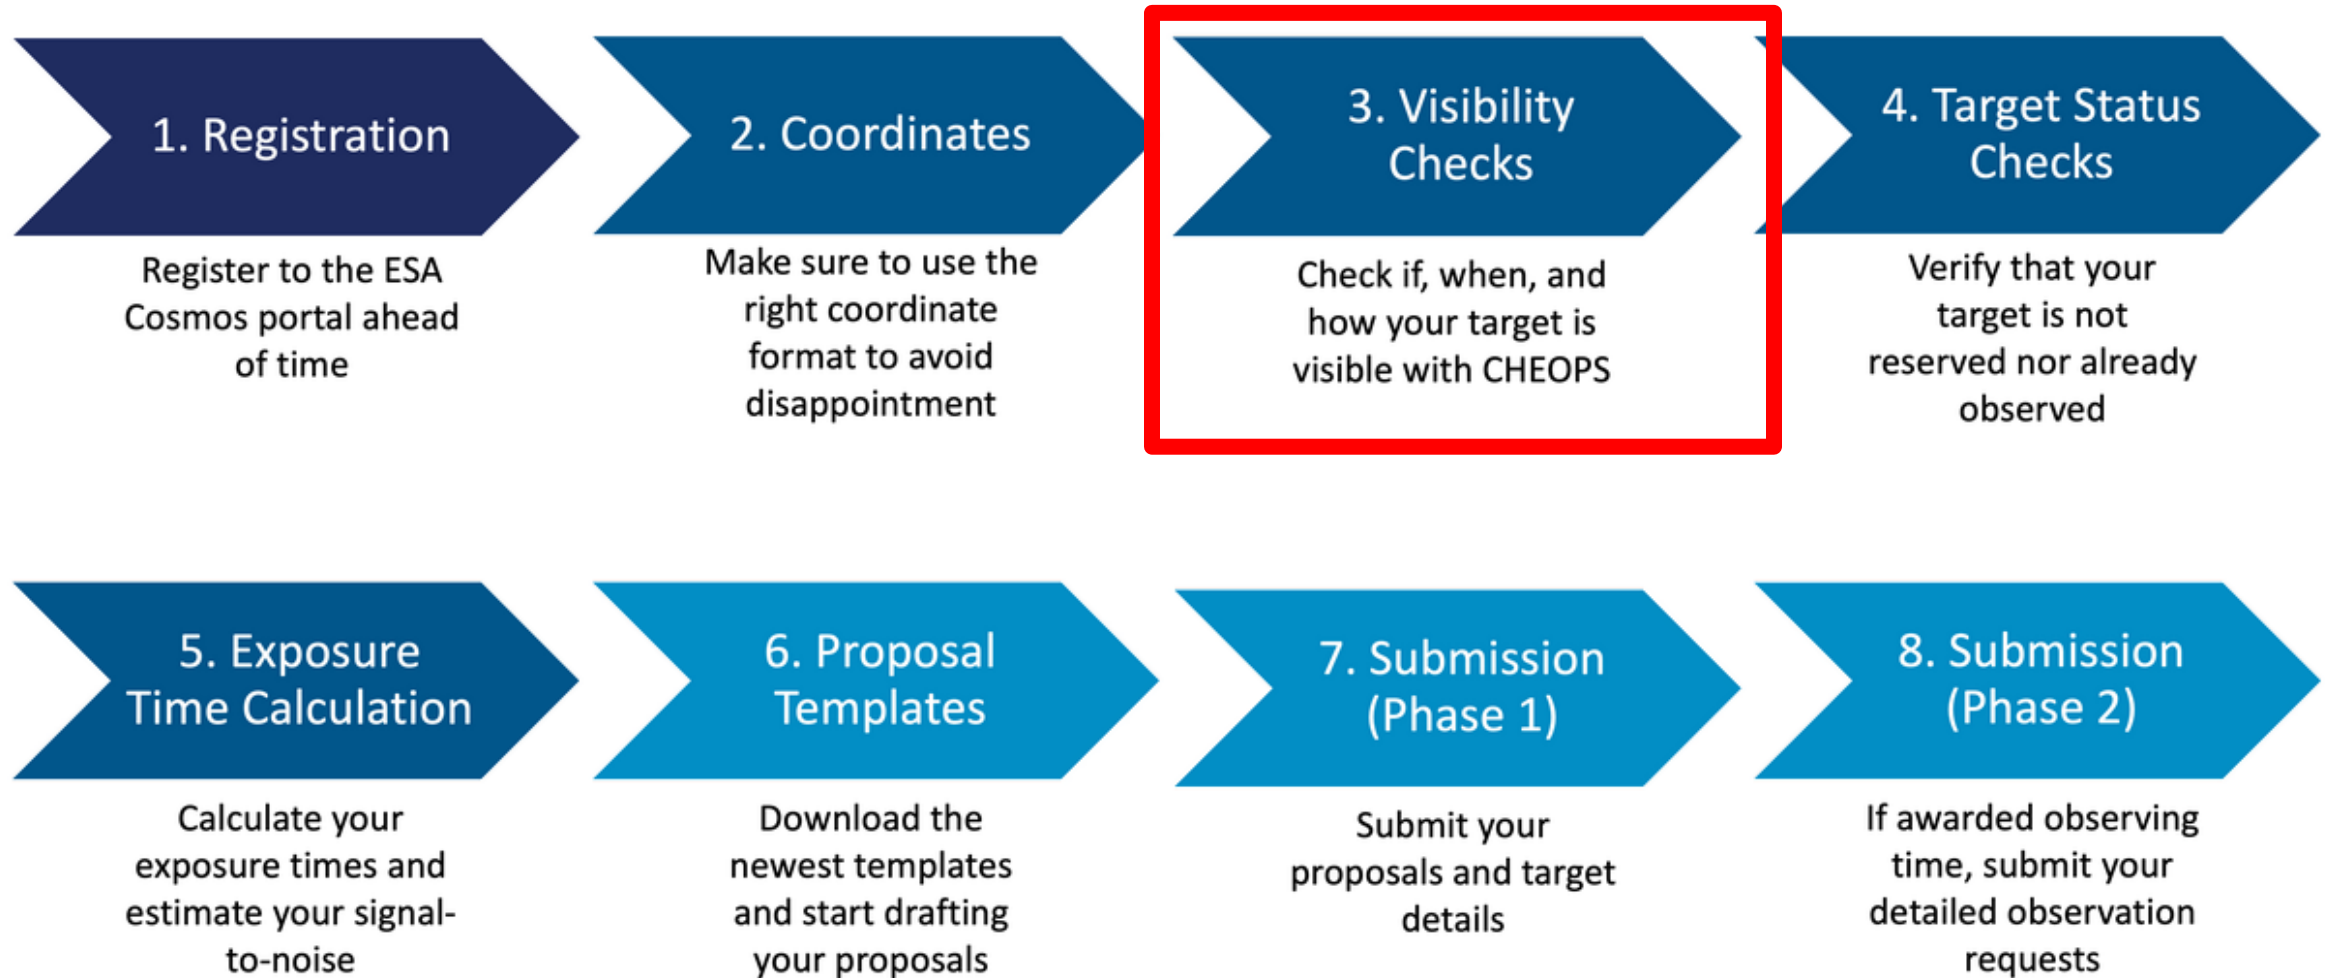 1. Registration
Register to the ESA
Cosmos portal ahead
of time
2. Coordinates
Make sure to use the
right coordinate
format to avoid
disappointment
3. Visibility
Checks
Check if, when, and
how your target is
visible with CHEOPS
4. Target Status
Checks
Verify that your
target is not
reserved nor already
observed
5. Exposure
Time Calculation
Calculate your
exposure times and
estimate your signal-
to-noise
6. Proposal
Templates
Download the
newest templates
and start drafting
your proposals
7. Submission
(Phase 1)
Submit your
proposals and target
details
8. Submission
(Phase 2)
If awarded observing
time, submit your
detailed observation
requests